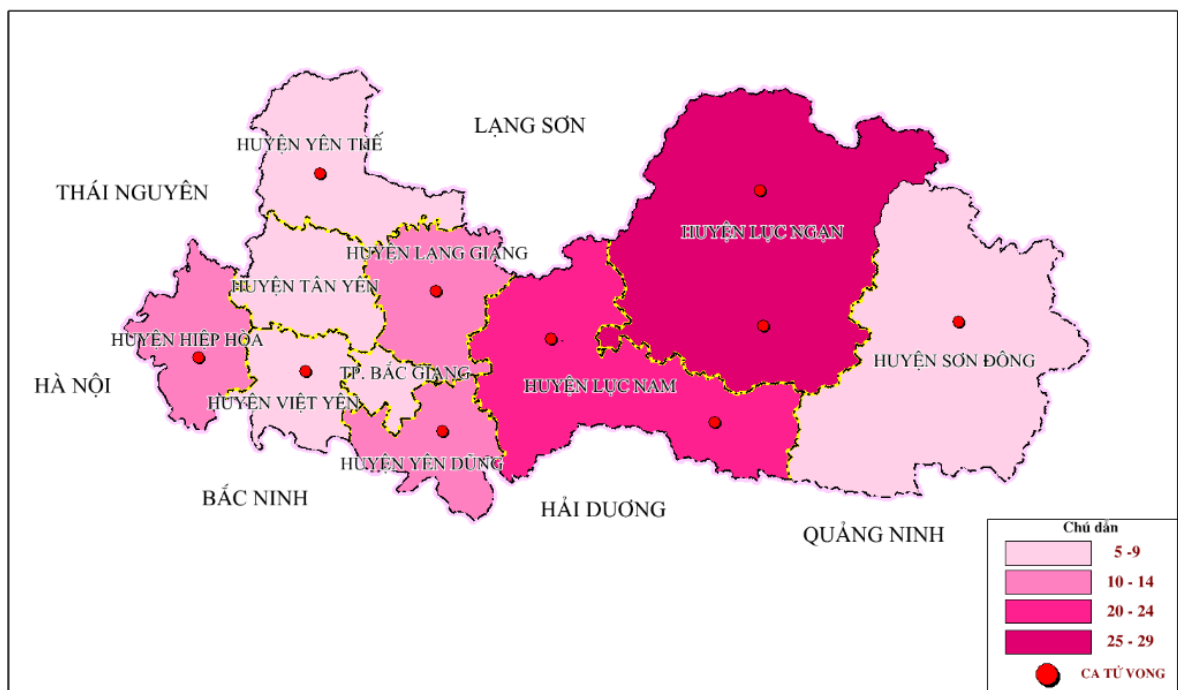 LẠNG SƠN
HUYỆN YÊN THẾ
THÁI NGUYÊN
HUYỆN LỤC NGẠN
HUYỆN LẠNG GIANG
HUYỆN TÂN YÊN
HUYỆN HIỆP HÒA
HUYỆN SƠN ĐÔNG
TP. BẮC GIANG
HÀ NỘI
HUYỆN LỤC NAM
HUYỆN VIỆT YÊN
HUYỆN YÊN DŨNG
BẮC NINH
HẢI DƯƠNG
QUẢNG NINH
Chú dẫn
5 -9
10 - 14
20 - 24
25 - 29
CA TỬ VONG